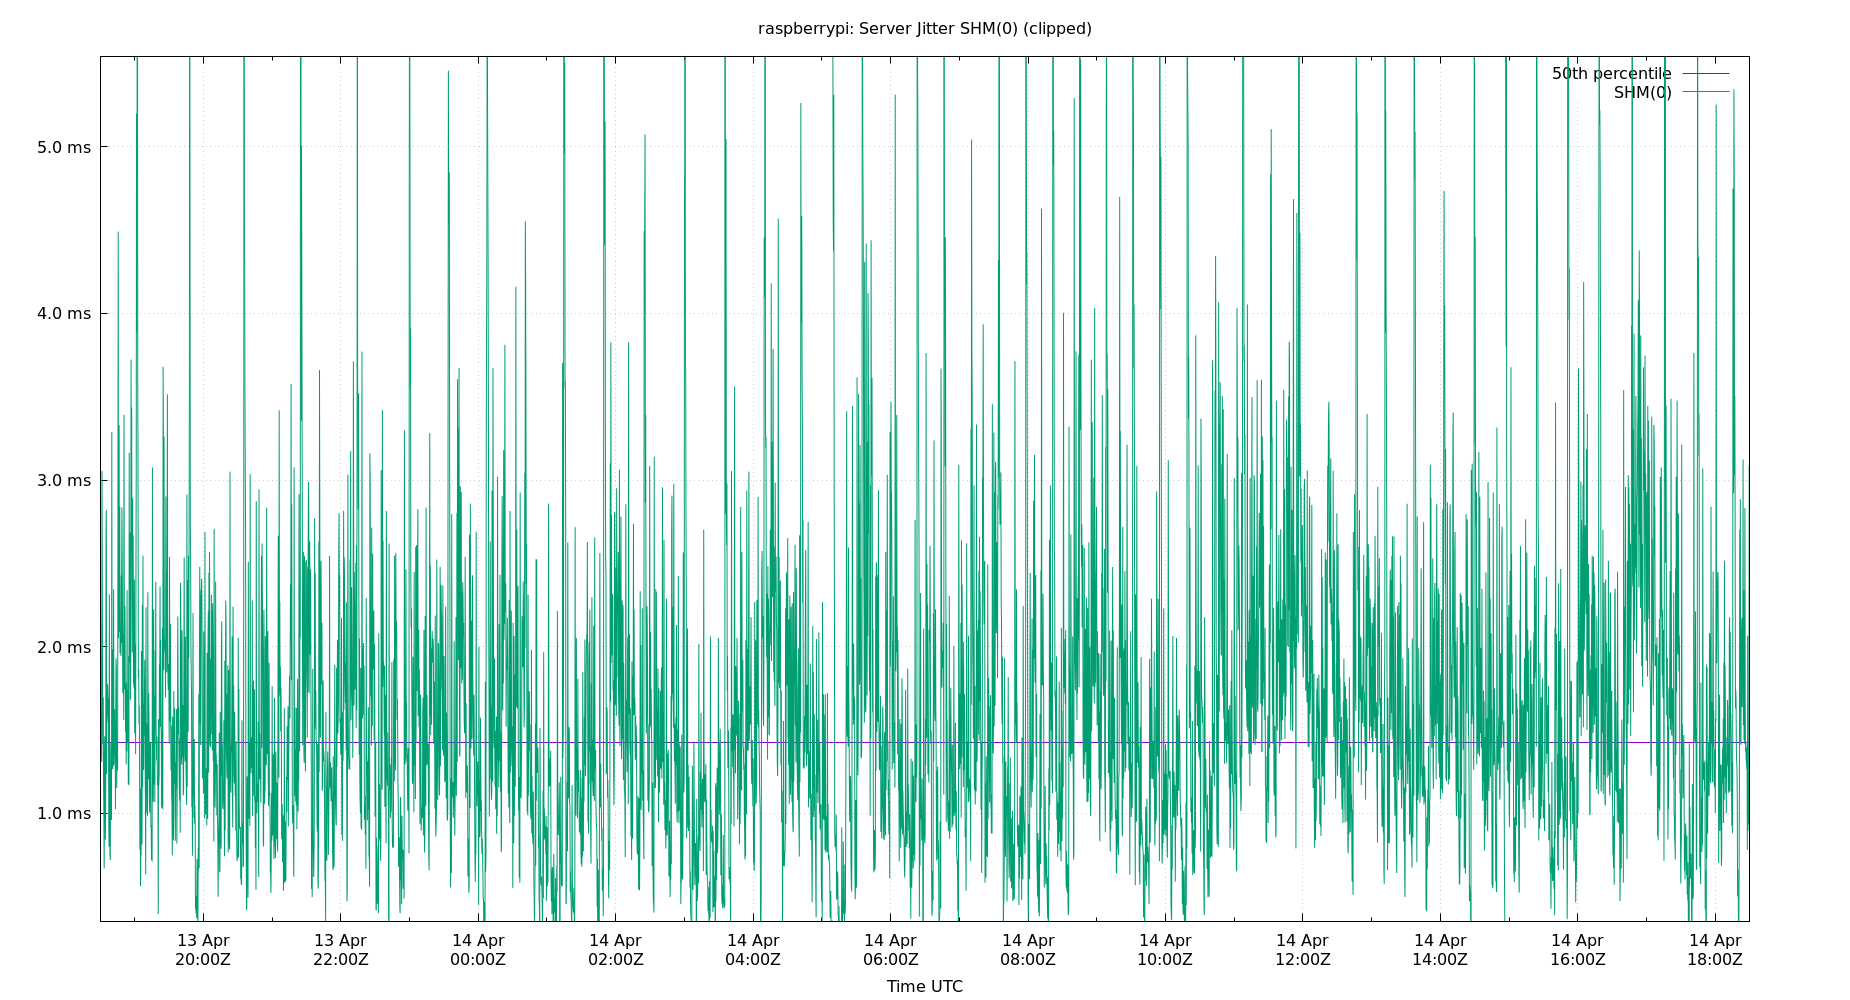 raspberrypi: Server Jitter SHM(0) (clipped)
50th percentile
SHM(0)
5.0 ms
4.0 ms
3.0 ms
2.0 ms
1.0 ms
13 Apr 13 Apr 14 Apr 14 Apr 14 Apr 14 Apr 14 Apr 14 Apr 14 Apr 14 Apr 14 Apr 14 Apr
20:00Z 22:00Z 00:00Z 02:00Z 04:00Z 06:00Z 08:00Z 10:00Z 12:00Z 14:00Z 16:00Z 18:00Z
Time UTC